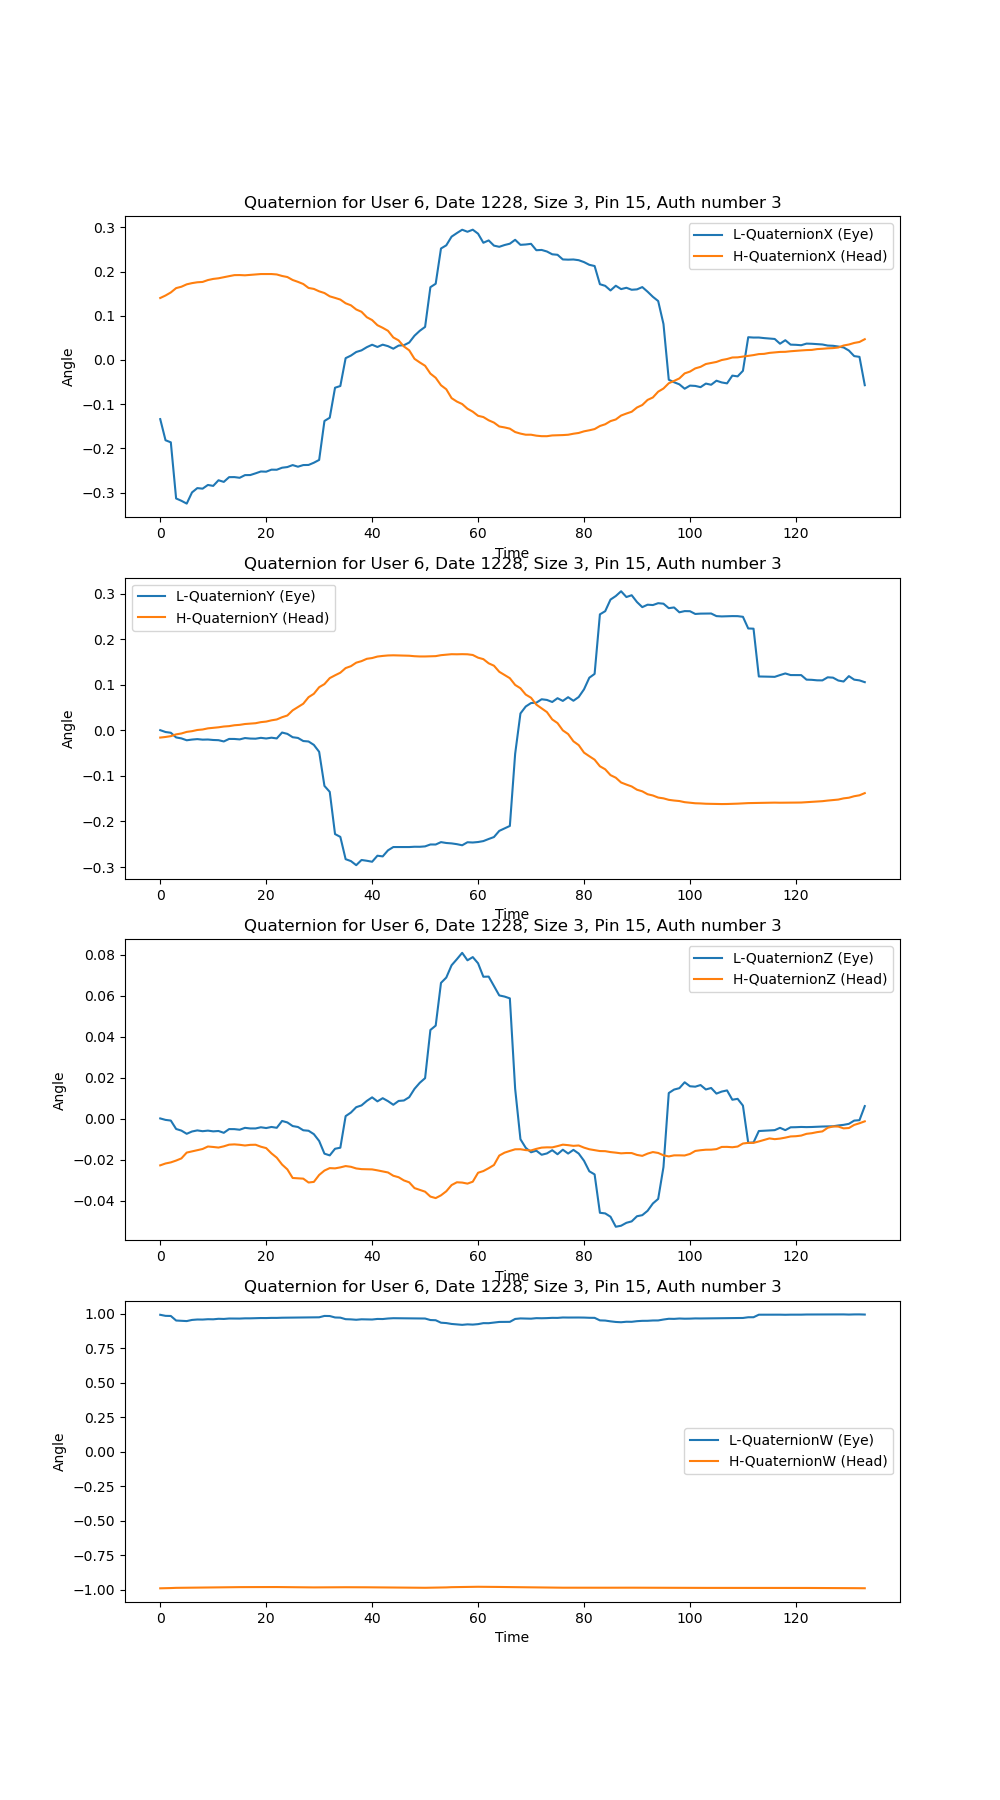 Quaternion for User 6, Date 1228, Size 3, Pin 15, Auth number 3
L-QuaternionX (Eye)
H-QuaternionX (Head)
Angle
0.3
0.2
0.1
0.0
−0.1
−0.2
−0.3
0 20 40 60 80 100 120
Time
Quaternion for User 6, Date 1228, Size 3, Pin 15, Auth number 3
L-QuaternionY (Eye)
H-QuaternionY (Head)
Angle
0.3
0.2
0.1
0.0
−0.1
−0.2
−0.3
0 20 40 60 80 100 120
Time
Quaternion for User 6, Date 1228, Size 3, Pin 15, Auth number 3
L-QuaternionZ (Eye)
H-QuaternionZ (Head)
Angle
0.08
0.06
0.04
0.02
0.00
−0.02
−0.04
0 20 40 60 80 100 120
Time
Quaternion for User 6, Date 1228, Size 3, Pin 15, Auth number 3
L-QuaternionW (Eye)
H-QuaternionW (Head)
Angle
1.00
0.75
0.50
0.25
0.00
−0.25
−0.50
−0.75
−1.00
0 20 40 60 80 100 120
Time